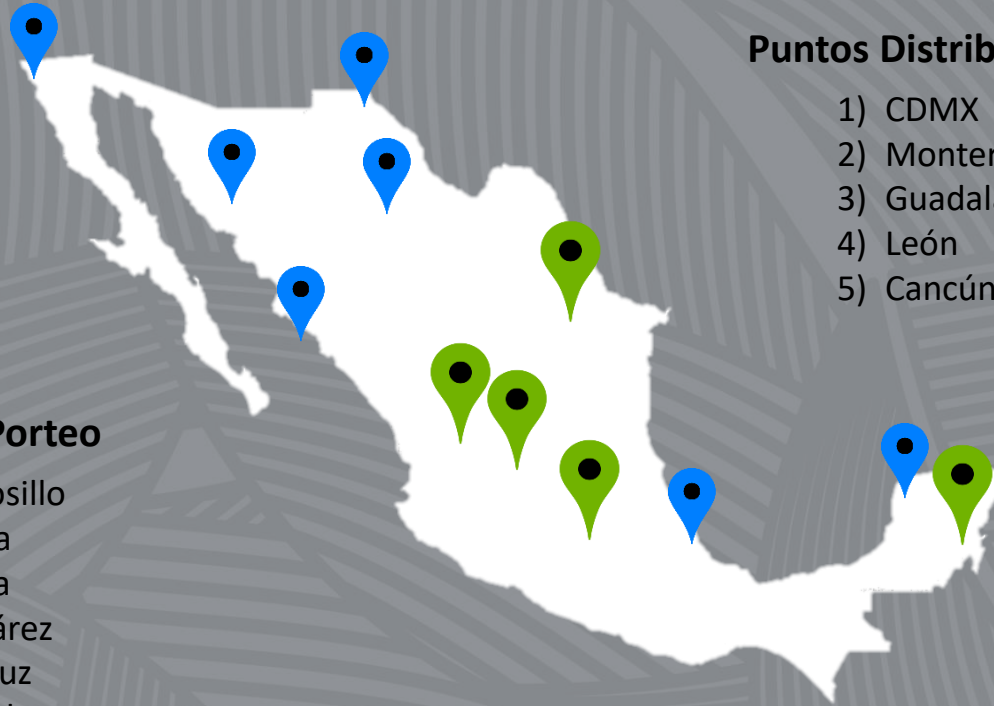 Puntos Distrib
1) CDMX
2) Monter
3) Guadal
4) León
5) Cancún
Porteo
osillo
a
a
árez
uz